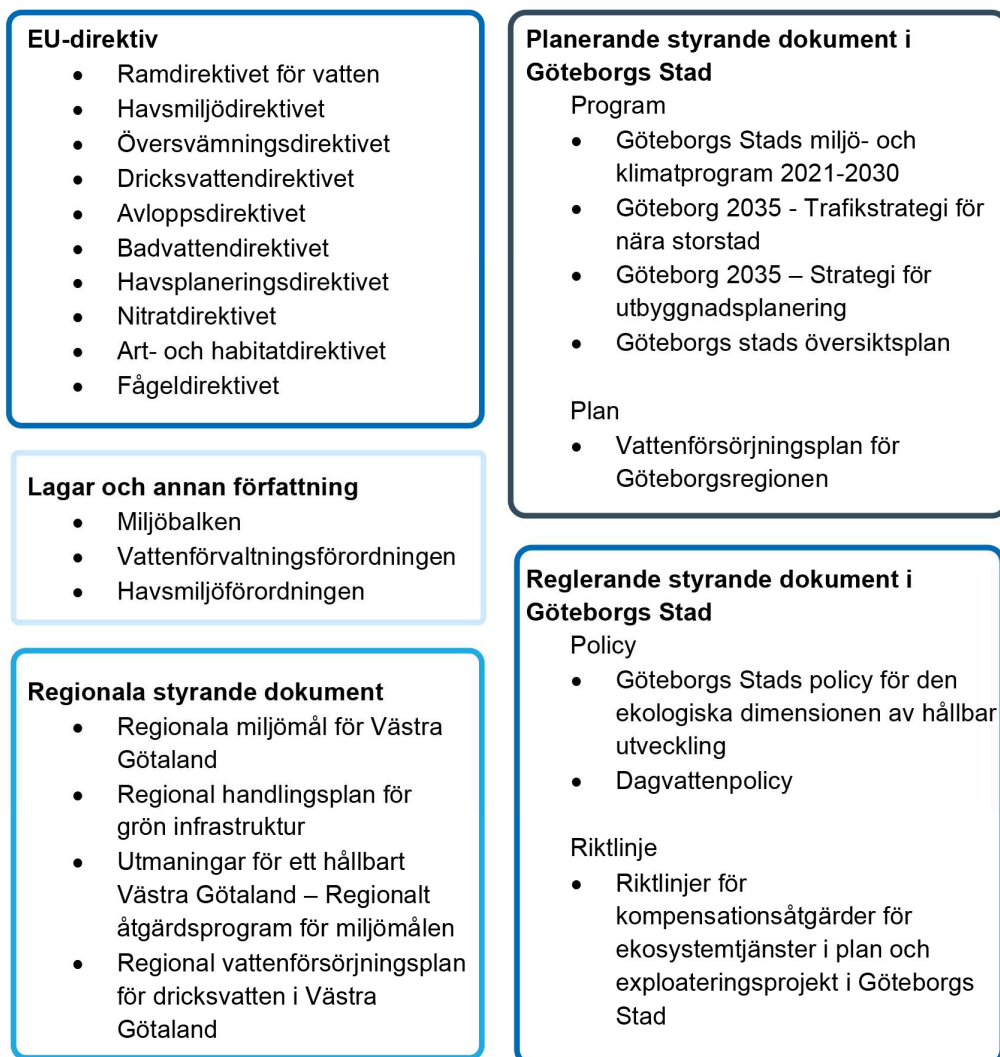 EU-direktiv
• Ramdirektivet för vatten
• Havsmiljödirektivet
• Översvämningsdirektivet
• Dricksvattendirektivet
• Avloppsdirektivet
• Badvattendirektivet
• Havsplaneringsdirektivet
• Nitratdirektivet
• Art- och habitatdirektivet
• Fågeldirektivet
Lagar och annan författning
• Miljöbalken
• Vattenförvaltningsförordningen
• Havsmiljöförordningen
Regionala styrande dokument
• Regionala miljömål för Västra
Götaland
• Regional handlingsplan för
grön infrastruktur
• Utmaningar för ett hållbart
Västra Götaland – Regionalt
åtgärdsprogram för miljömålen
• Regional vattenförsörjningsplan
för dricksvatten i Västra
Götaland
Planerande styrande dokument i
Göteborgs Stad
Program
• Göteborgs Stads miljö- och
klimatprogram 2021-2030
• Göteborg 2035 - Trafikstrategi för
nära storstad
• Göteborg 2035 – Strategi för
utbyggnadsplanering
• Göteborgs stads översiktsplan
Plan
• Vattenförsörjningsplan för
Göteborgsregionen
Reglerande styrande dokument i
Göteborgs Stad
Policy
• Göteborgs Stads policy för den
ekologiska dimensionen av hållbar
utveckling
• Dagvattenpolicy
Riktlinje
• Riktlinjer för
kompensationsåtgärder för
ekosystemtjänster i plan och
exploateringsprojekt i Göteborgs
Stad